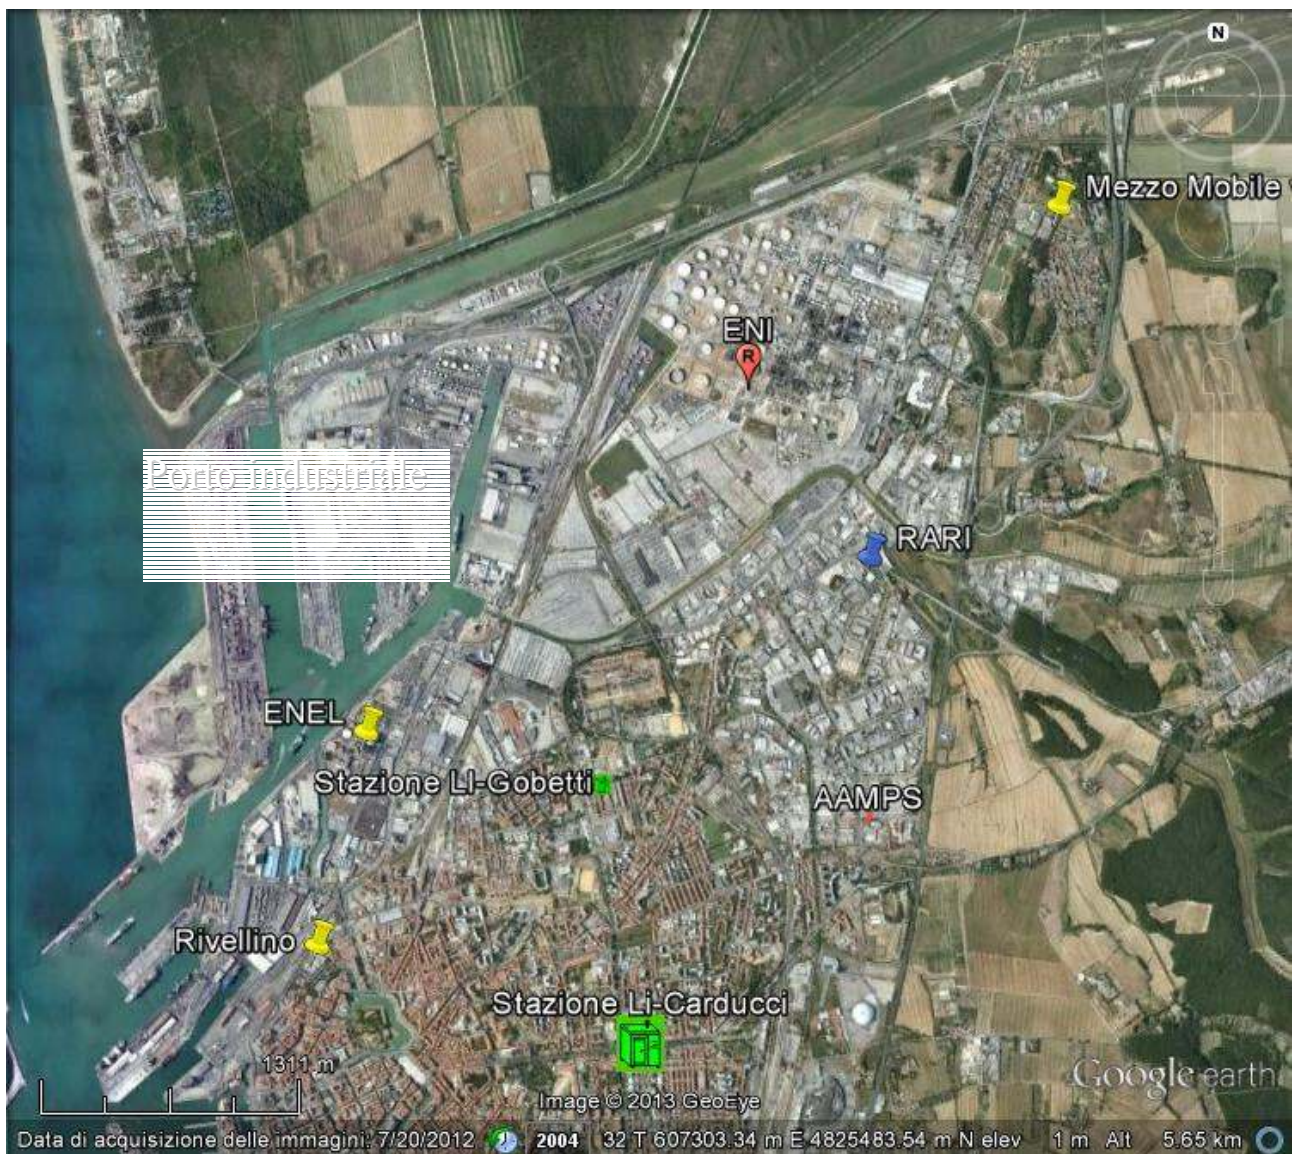 N
Mezzo Mobile
ENI
R
Porto industriale
RARI
ENEL
Stazione LI-Gobetti
AAMPS
Rivellino
Stazione Li-Carducci
1311 m
Google earth
Image © 2013 GeoEye
Data di acquisizione delle immagini: 7/20/2012 2004 32 T 607303.34 m E 4825483.54 m N elev 1 m Alt 5.65 km